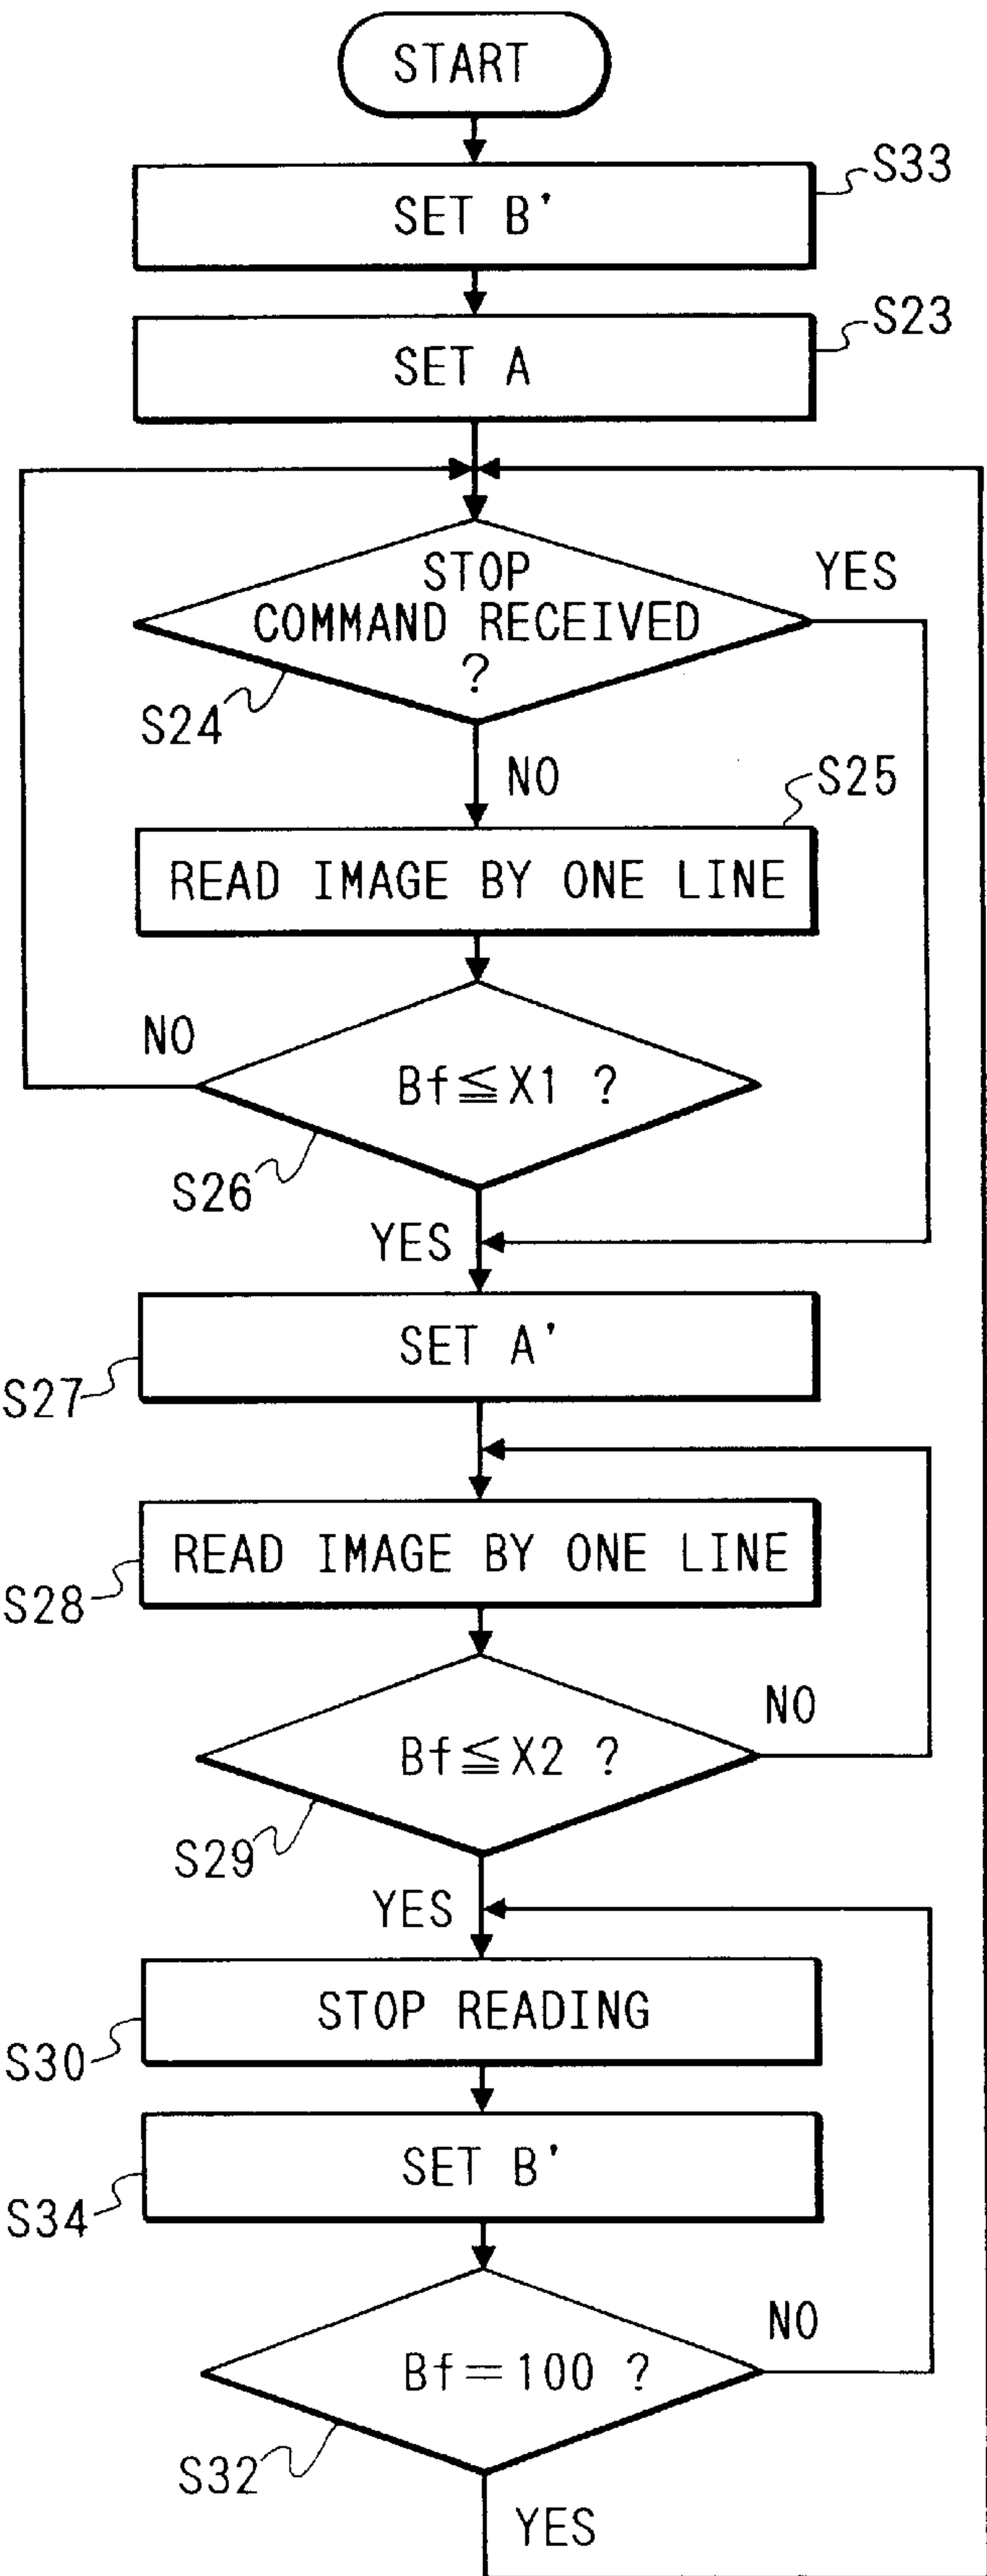 START
S33
SET B'
S23
SET A
STOP
COMMAND RECEIVED
?
YES
S24
NO
S25
READ IMAGE BY ONE LINE
NO
Bf≦X1 ?
S26
YES
SET A'
S27
READ IMAGE BY ONE LINE
S28
NO
Bf≦X2 ?
S29
YES
STOP READING
S30
SET B'
S34
NO
Bf=100 ?
S32
YES